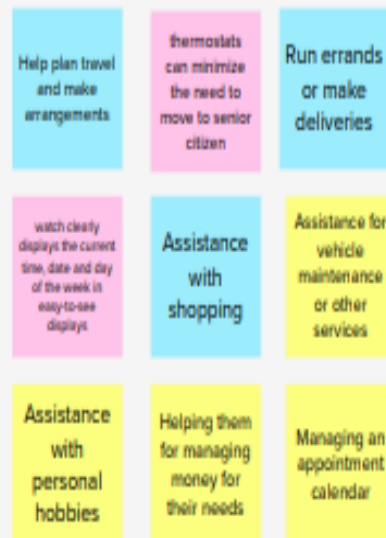 Help plan travel
and make
arrangements
thermostats
can minimize
the need to
move to senior
citizen
Run errands
or make
deliveries
watch clearly
displays the current
time, date and day
of the week in
easy-to-see
displays
Assistance
with
shopping
Assistance for
vehicle
maintenance
or other
services
Assistance
with
personal
hobbies
Helping them
for managing
money for
their needs
Managing an
appointment
calendar